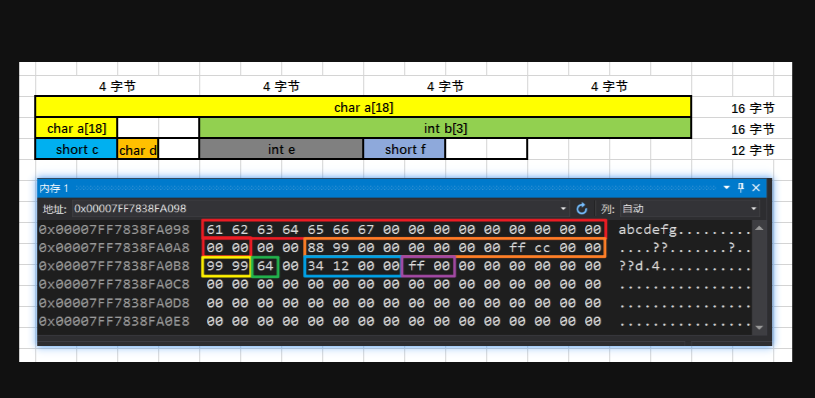 4 字节 4 字节 4 字节 4 字节
char a[18] 16 字节
char a[18] int b[3] 16 字节
short c char d int e short f 12 字节
内存 1
地址: 0x00007FF7838FA098 列: 自动
0x00007FF7838FA098 61 62 63 64 65 66 67 00 00 00 00 00 00 00 00 00 abcdefg.........
0x00007FF7838FA0A8 00 00 00 00 88 99 00 00 00 00 00 00 ff cc 00 00 ....??.......?..
0x00007FF7838FA0B8 99 99 64 00 34 12 00 00 ff 00 00 00 00 00 00 00 ??d.4...........
0x00007FF7838FA0C8 00 00 00 00 00 00 00 00 00 00 00 00 00 00 00 00 ................
0x00007FF7838FA0D8 00 00 00 00 00 00 00 00 00 00 00 00 00 00 00 00 ................
0x00007FF7838FA0E8 00 00 00 00 00 00 00 00 00 00 00 00 00 00 00 00 ................